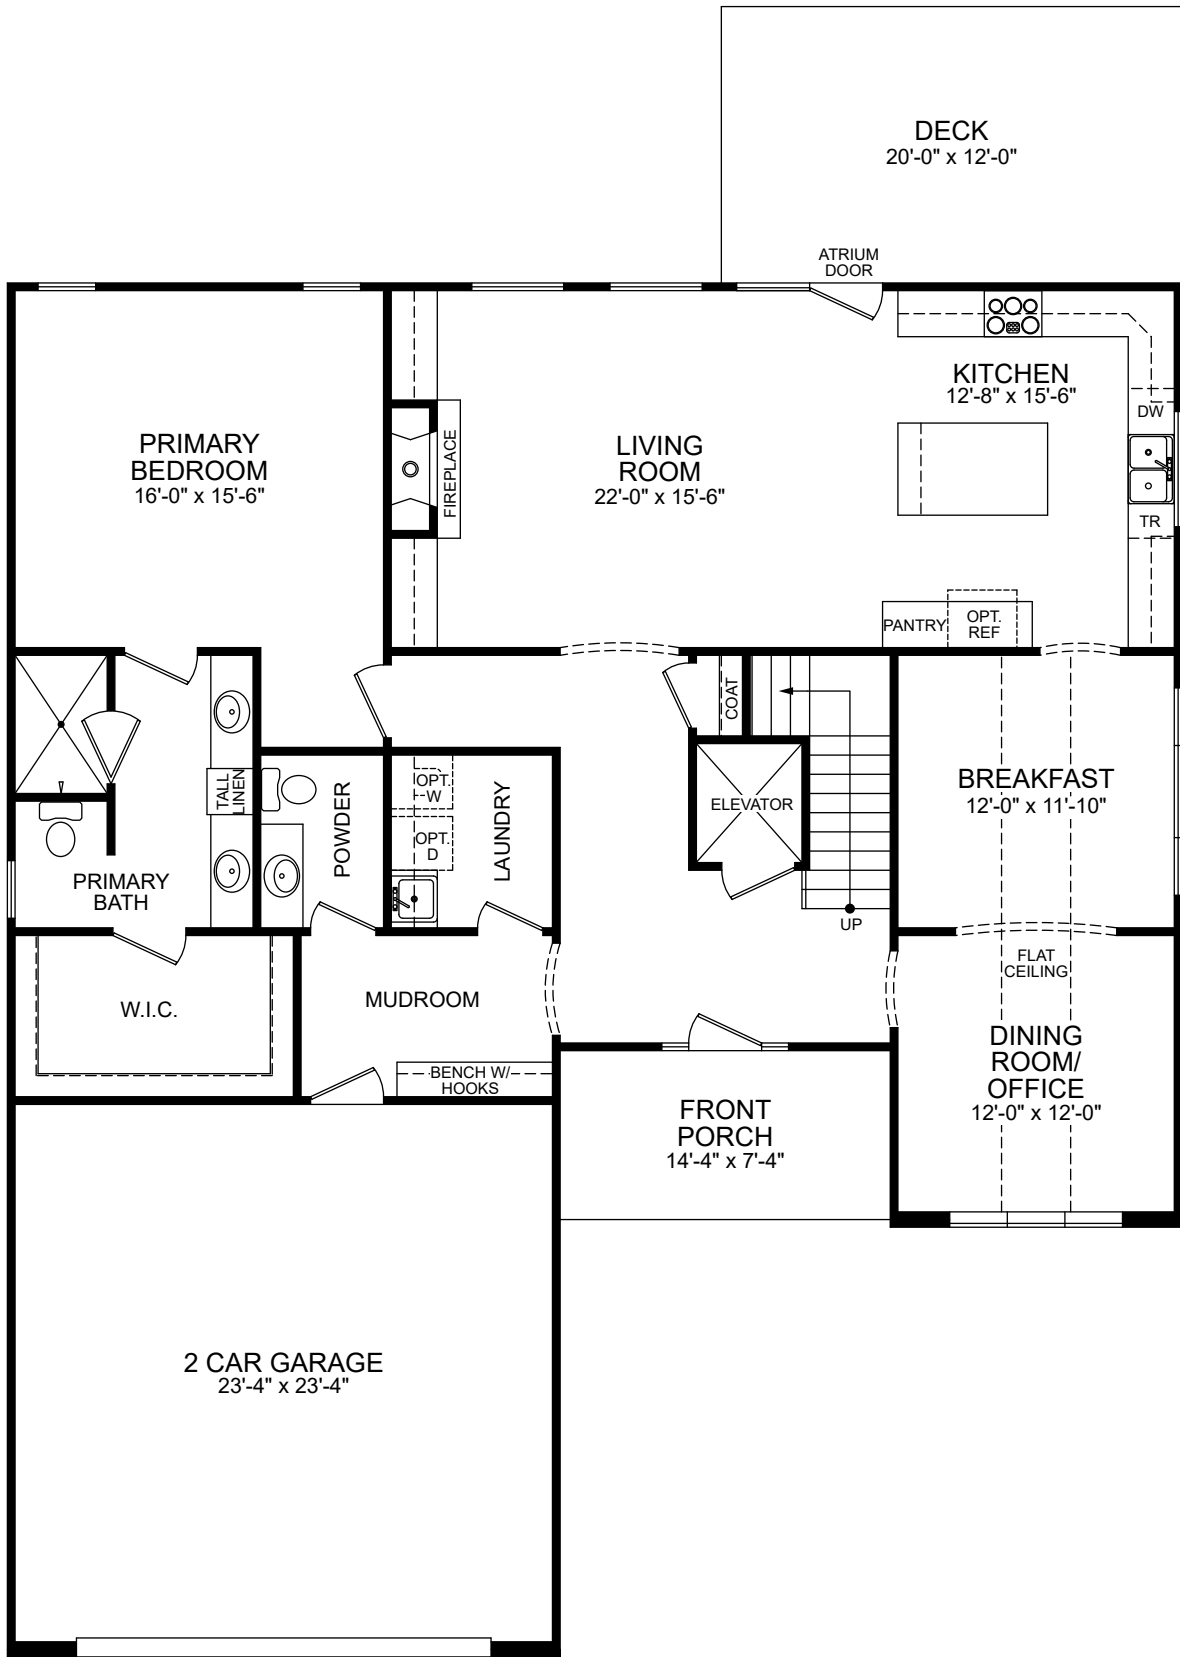 DECK
20'-0" x 12'-0"
ATRIUM
DOOR
KITCHEN
12'-8" x 15'-6"
DW
TR
PRIMARY
BEDROOM
16'-0" x 15'-6"
FIREPLACE
LIVING
ROOM
22'-0" x 15'-6"
PANTRY
OPT.
REF
COAT
TALL
LINEN
POWDER
OPT.
W
OPT.
D
LAUNDRY
ELEVATOR
BREAKFAST
12'-0" x 11'-10"
PRIMARY
BATH
UP
FLAT
CEILING
W.I.C.
MUDROOM
BENCH W/
HOOKS
DINING
ROOM/
OFFICE
12'-0" x 12'-0"
FRONT
PORCH
14'-4" x 7'-4"
2 CAR GARAGE
23'-4" x 23'-4"